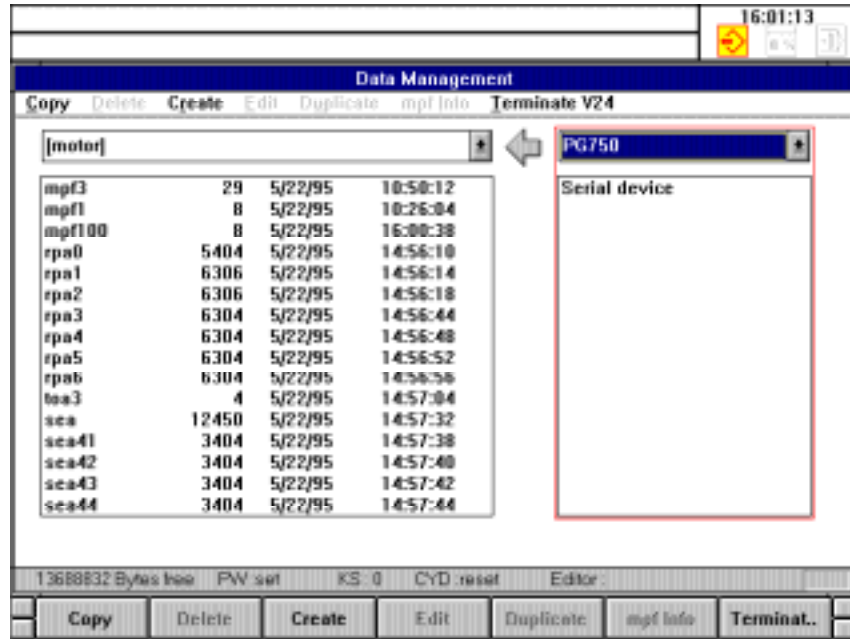 16:01:13
0 %
Data Management
Copy Delete Create Edit Duplicate mpf Info Terminate V24
[motor] PG750
mpf3 29 5/22/95 10:50:12 Serial device
mpf1 8 5/22/95 10:26:04
mpf100 8 5/22/95 16:00:38
rpa0 5404 5/22/95 14:56:10
rpa1 6306 5/22/95 14:56:14
rpa2 6306 5/22/95 14:56:18
rpa3 6304 5/22/95 14:56:44
rpa4 6304 5/22/95 14:56:48
rpa5 6304 5/22/95 14:56:52
rpa6 6304 5/22/95 14:56:56
toa3 4 5/22/95 14:57:04
sea 12450 5/22/95 14:57:32
sea41 3404 5/22/95 14:57:38
sea42 3404 5/22/95 14:57:40
sea43 3404 5/22/95 14:57:42
sea44 3404 5/22/95 14:57:44
13688832 Bytes free PW :set KS : 0 CYD :reset Editor :
Copy Delete Create Edit Duplicate mpf Info Terminat..